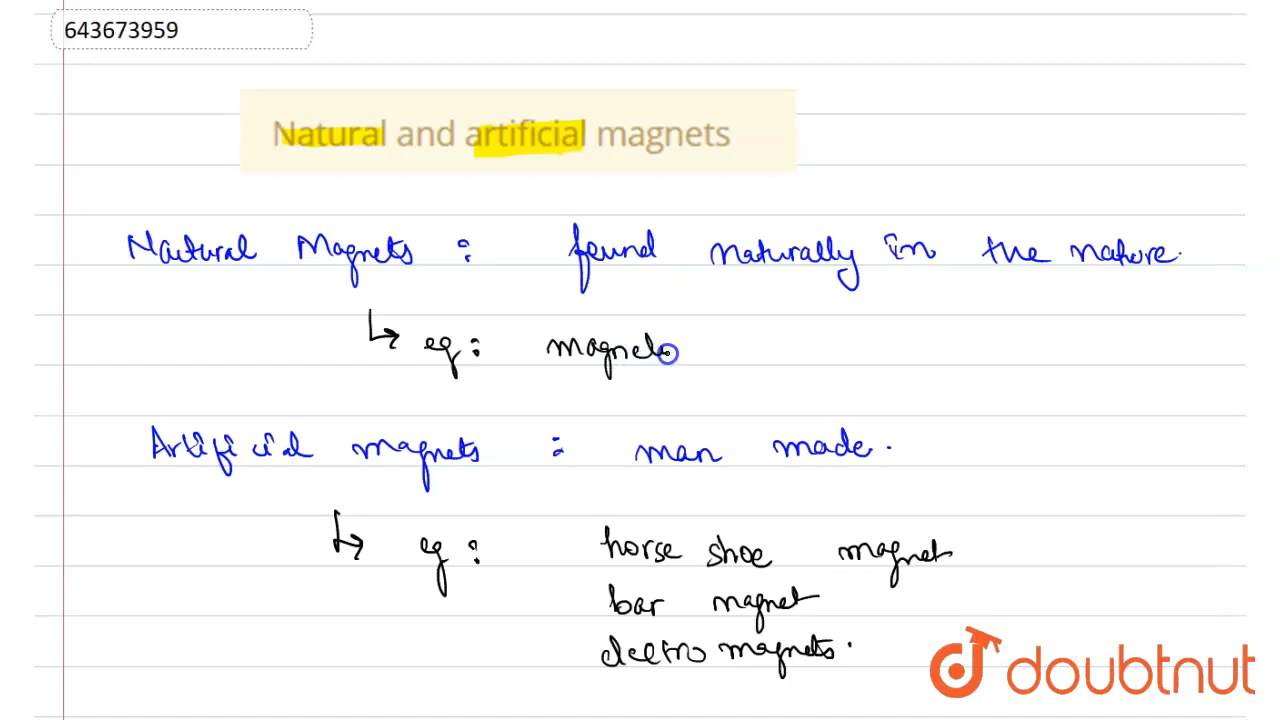 643673959
Natural and artificial magnets
Natural Magnets : found naturally in the nature.
↳ eg : magnet
Artificial magnets : man made.
↳ eg : horse shoe magnet
bar magnet
electro magnets.
doubtnut